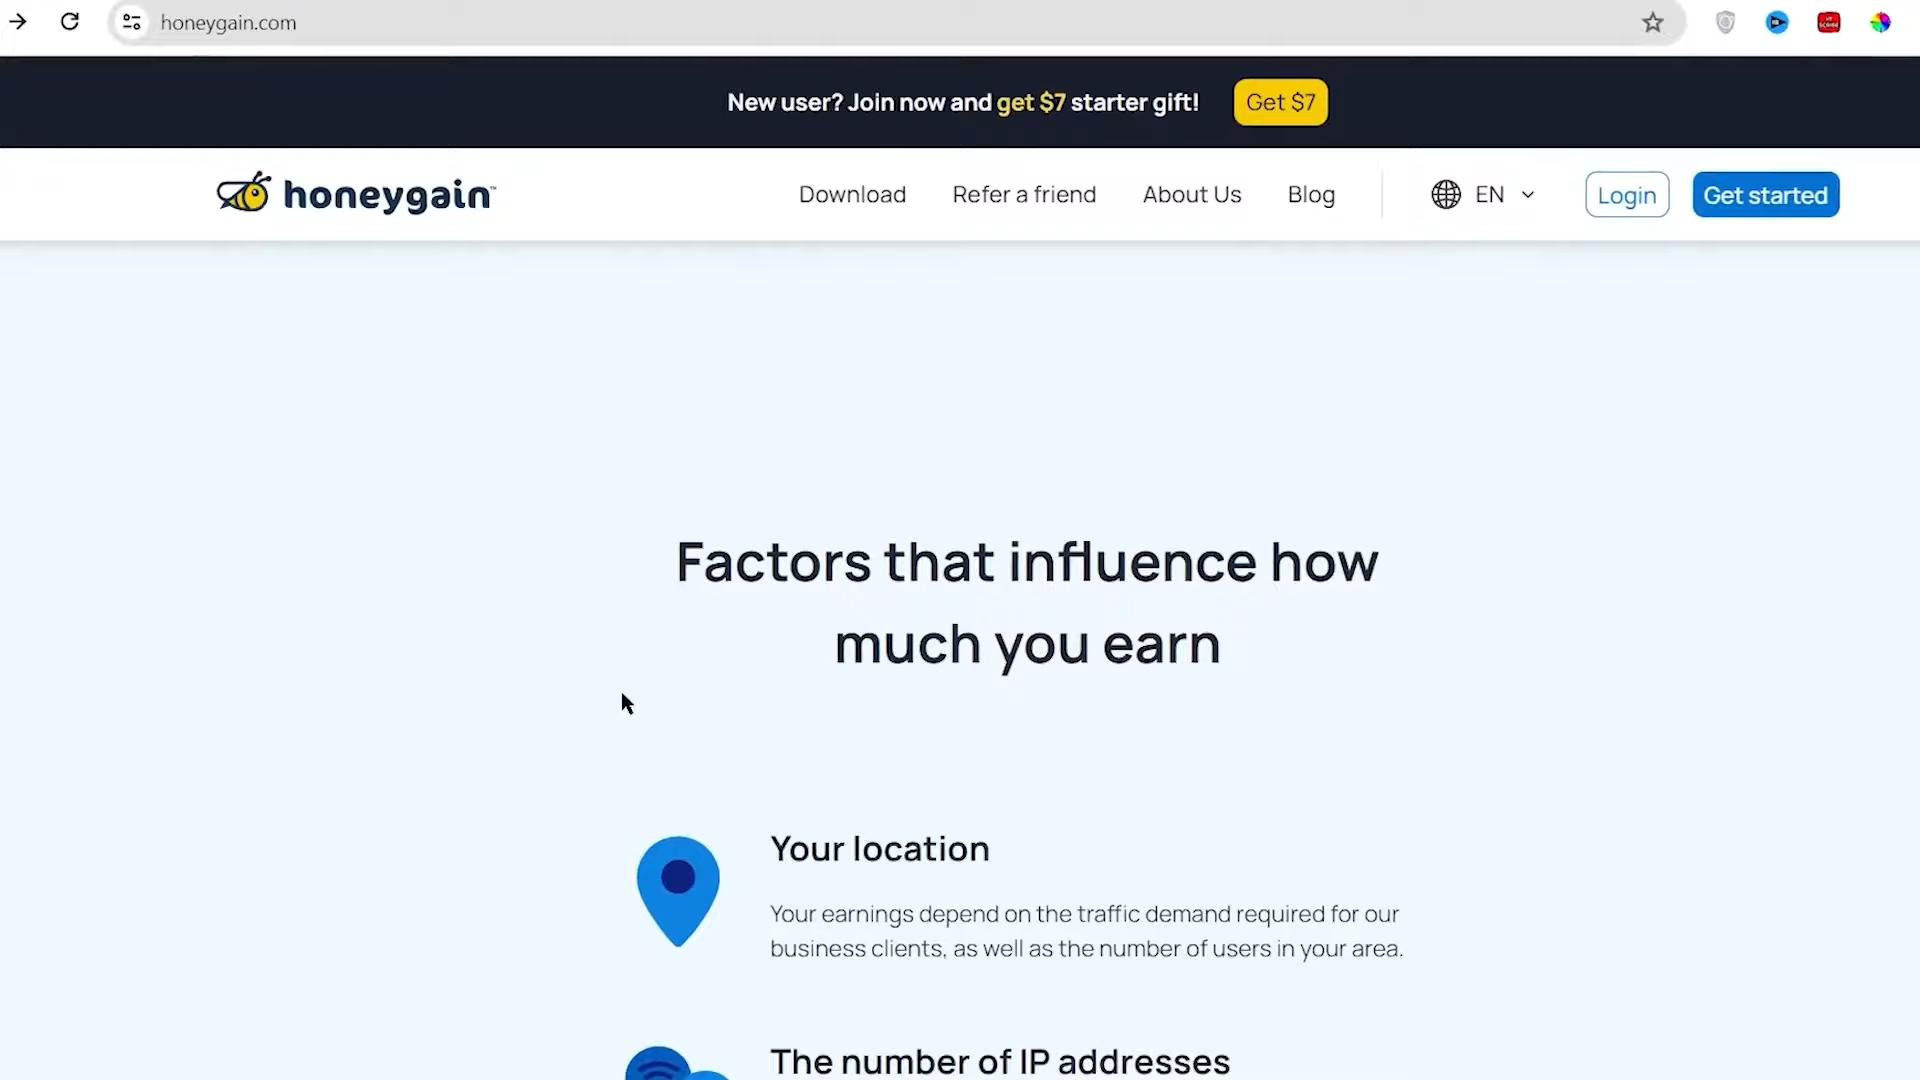 honeygain.com
New user? Join now and get $7 starter gift!
Get $7
honeygain™
Download
Refer a friend
About Us
Blog
EN
Login
Get started
Factors that influence how
much you earn
Your location
Your earnings depend on the traffic demand required for our
business clients, as well as the number of users in your area.
The number of IP addresses